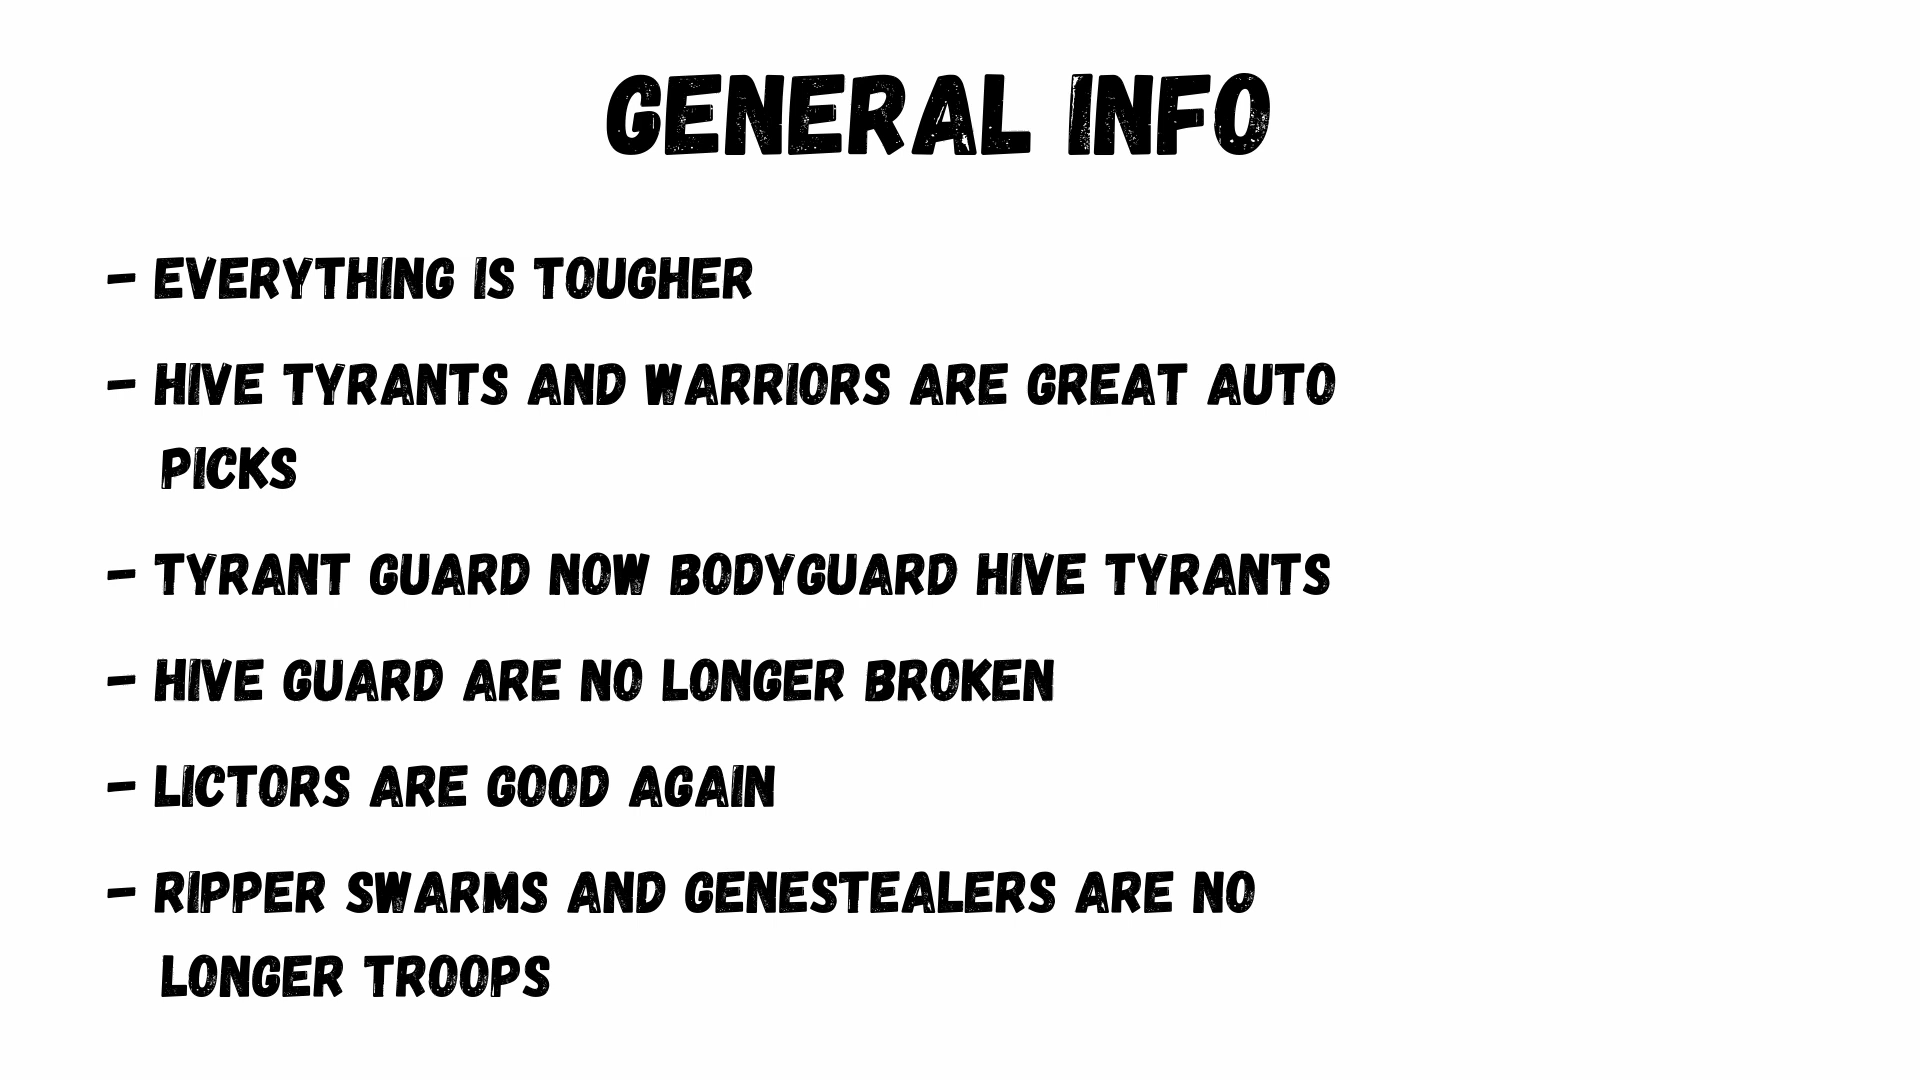 GENERAL INFO
- EVERYTHING IS TOUGHER
- HIVE TYRANTS AND WARRIORS ARE GREAT AUTO
PICKS
- TYRANT GUARD NOW BODYGUARD HIVE TYRANTS
- HIVE GUARD ARE NO LONGER BROKEN
- LICTORS ARE GOOD AGAIN
- RIPPER SWARMS AND GENESTEALERS ARE NO
LONGER TROOPS